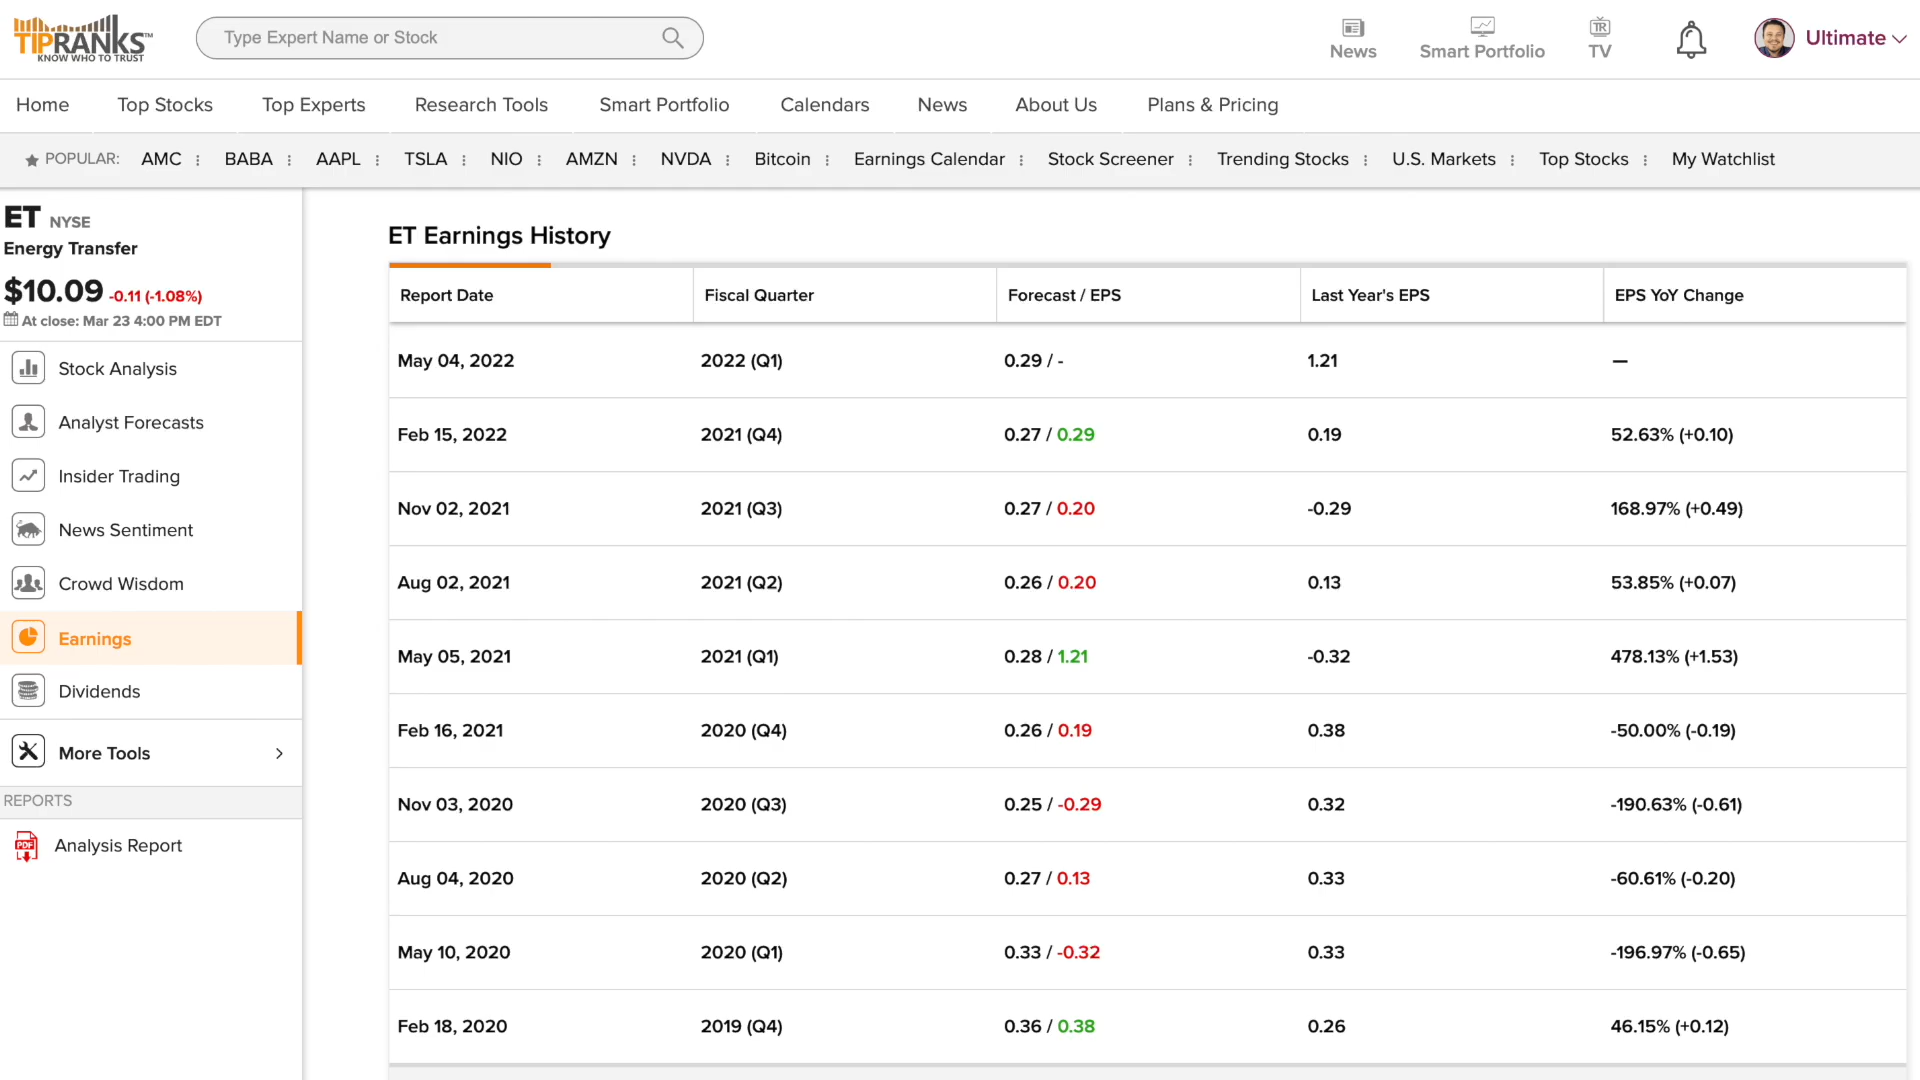 TIPRANKS™
KNOW WHO TO TRUST
Type Expert Name or Stock
News
Smart Portfolio
TR
TV
Ultimate
Home Top Stocks Top Experts Research Tools Smart Portfolio Calendars News About Us Plans & Pricing
POPULAR: AMC BABA AAPL TSLA NIO AMZN NVDA Bitcoin Earnings Calendar Stock Screener Trending Stocks U.S. Markets Top Stocks My Watchlist
ET NYSE
Energy Transfer
$10.09 -0.11 (-1.08%)
At close: Mar 23 4:00 PM EDT
Stock Analysis
Analyst Forecasts
Insider Trading
News Sentiment
Crowd Wisdom
Earnings
Dividends
More Tools
REPORTS
PDF
Analysis Report
ET Earnings History
Report Date Fiscal Quarter Forecast / EPS Last Year's EPS EPS YoY Change
May 04, 2022 2022 (Q1) 0.29 / - 1.21 —
Feb 15, 2022 2021 (Q4) 0.27 / 0.29 0.19 52.63% (+0.10)
Nov 02, 2021 2021 (Q3) 0.27 / 0.20 -0.29 168.97% (+0.49)
Aug 02, 2021 2021 (Q2) 0.26 / 0.20 0.13 53.85% (+0.07)
May 05, 2021 2021 (Q1) 0.28 / 1.21 -0.32 478.13% (+1.53)
Feb 16, 2021 2020 (Q4) 0.26 / 0.19 0.38 -50.00% (-0.19)
Nov 03, 2020 2020 (Q3) 0.25 / -0.29 0.32 -190.63% (-0.61)
Aug 04, 2020 2020 (Q2) 0.27 / 0.13 0.33 -60.61% (-0.20)
May 10, 2020 2020 (Q1) 0.33 / -0.32 0.33 -196.97% (-0.65)
Feb 18, 2020 2019 (Q4) 0.36 / 0.38 0.26 46.15% (+0.12)